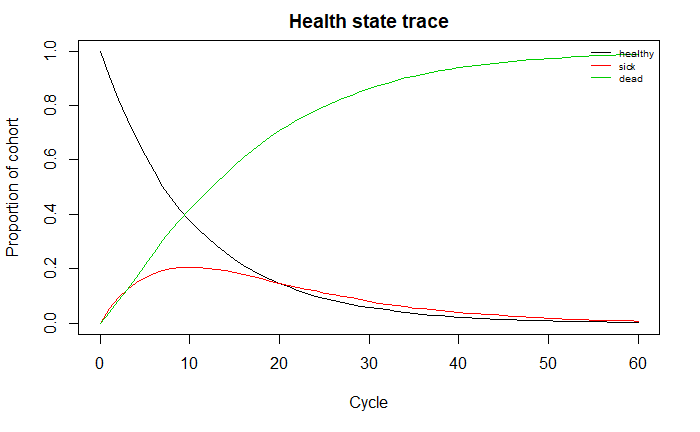 Health state trace
healthy
sick
dead
1.0
0.8
0.6
0.4
0.2
0.0
Proportion of cohort
0 10 20 30 40 50 60
Cycle